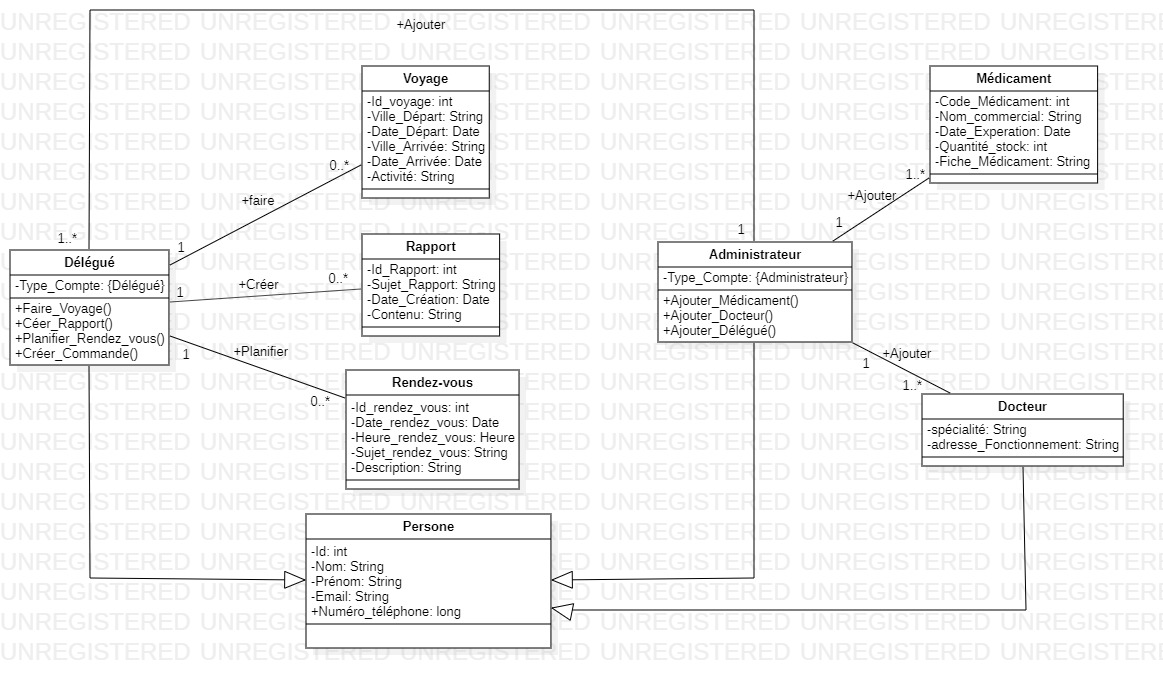 +Ajouter
Voyage
-Id_voyage: int
-Ville_Départ: String
-Date_Départ: Date
-Ville_Arrivée: String
-Date_Arrivée: Date
-Activité: String
0..*
+faire
1..*
1
Médicament
-Code_Médicament: int
-Nom_commercial: String
-Date_Experation: Date
-Quantité_stock: int
-Fiche_Médicament: String
1..*
+Ajouter
1
1
Délégué
-Type_Compte: {Délégué}
+Faire_Voyage()
+Céer_Rapport()
+Planifier_Rendez_vous()
+Créer_Commande()
1
+Créer
0..*
Rapport
-Id_Rapport: int
-Sujet_Rapport: String
-Date_Création: Date
-Contenu: String
Administrateur
-Type_Compte: {Administrateur}
+Ajouter_Médicament()
+Ajouter_Docteur()
+Ajouter_Délégué()
1
+Planifier
0..*
Rendez-vous
-Id_rendez_vous: int
-Date_rendez_vous: Date
-Heure_rendez_vous: Heure
-Sujet_rendez_vous: String
-Description: String
+Ajouter
1
1..*
Docteur
-spécialité: String
-adresse_Fonctionnement: String
Persone
-Id: int
-Nom: String
-Prénom: String
-Email: String
+Numéro_téléphone: long
UNREGISTERED UNREGISTERED UNREGISTERED UNREGISTERED UNREGISTERED UNREGISTERED